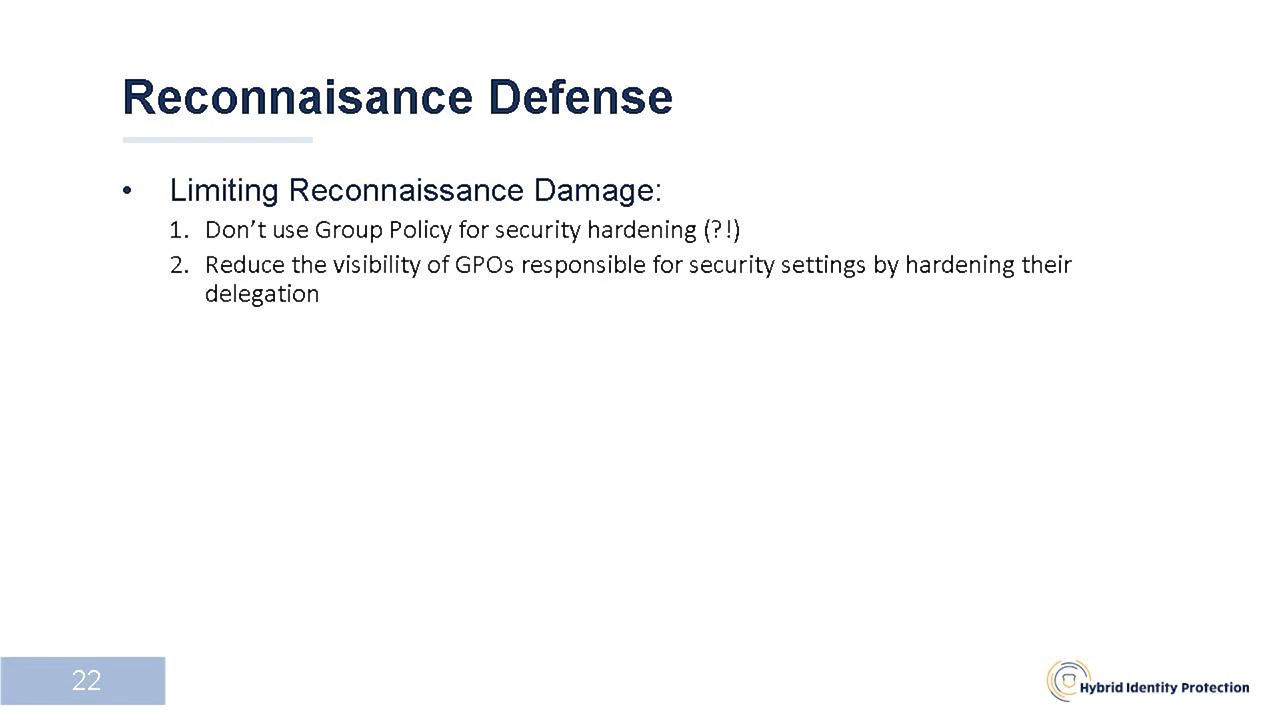 Reconnaisance Defense
• Limiting Reconnaissance Damage:
1. Don’t use Group Policy for security hardening (?!)
2. Reduce the visibility of GPOs responsible for security settings by hardening their
delegation
22
Hybrid Identity Protection